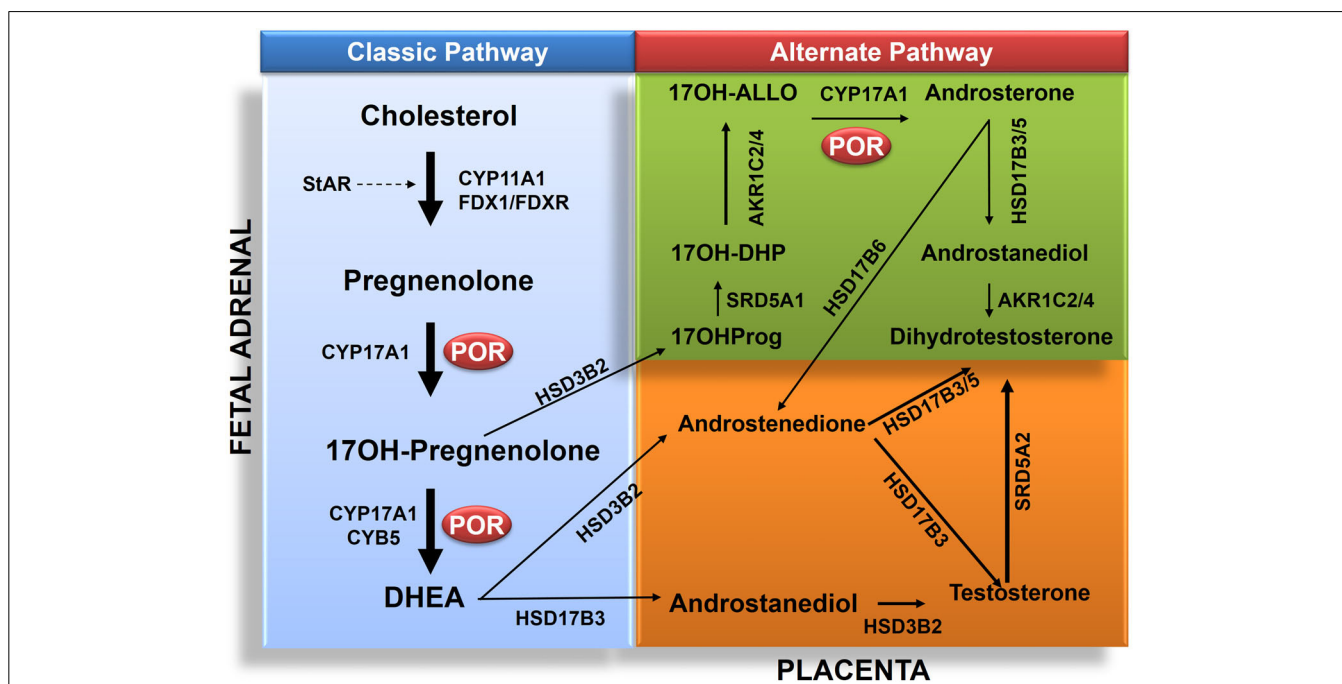 Classic Pathway
Alternate Pathway
FETAL ADRENAL
Cholesterol
StAR
CYP11A1
FDX1/FDXR
Pregnenolone
CYP17A1
POR
HSD3B2
17OH-Pregnenolone
CYP17A1
CYB5
POR
HSD3B2
DHEA
HSD17B3
17OH-ALLO
CYP17A1
POR
Androsterone
AKR1C2/4
HSD17B3/5
17OH-DHP
HSD17B6
Androstanediol
SRD5A1
AKR1C2/4
17OHProg
Dihydrotestosterone
Androstenedione
HSD17B3/5
HSD17B3
SRD5A2
Androstanediol
HSD3B2
Testosterone
PLACENTA